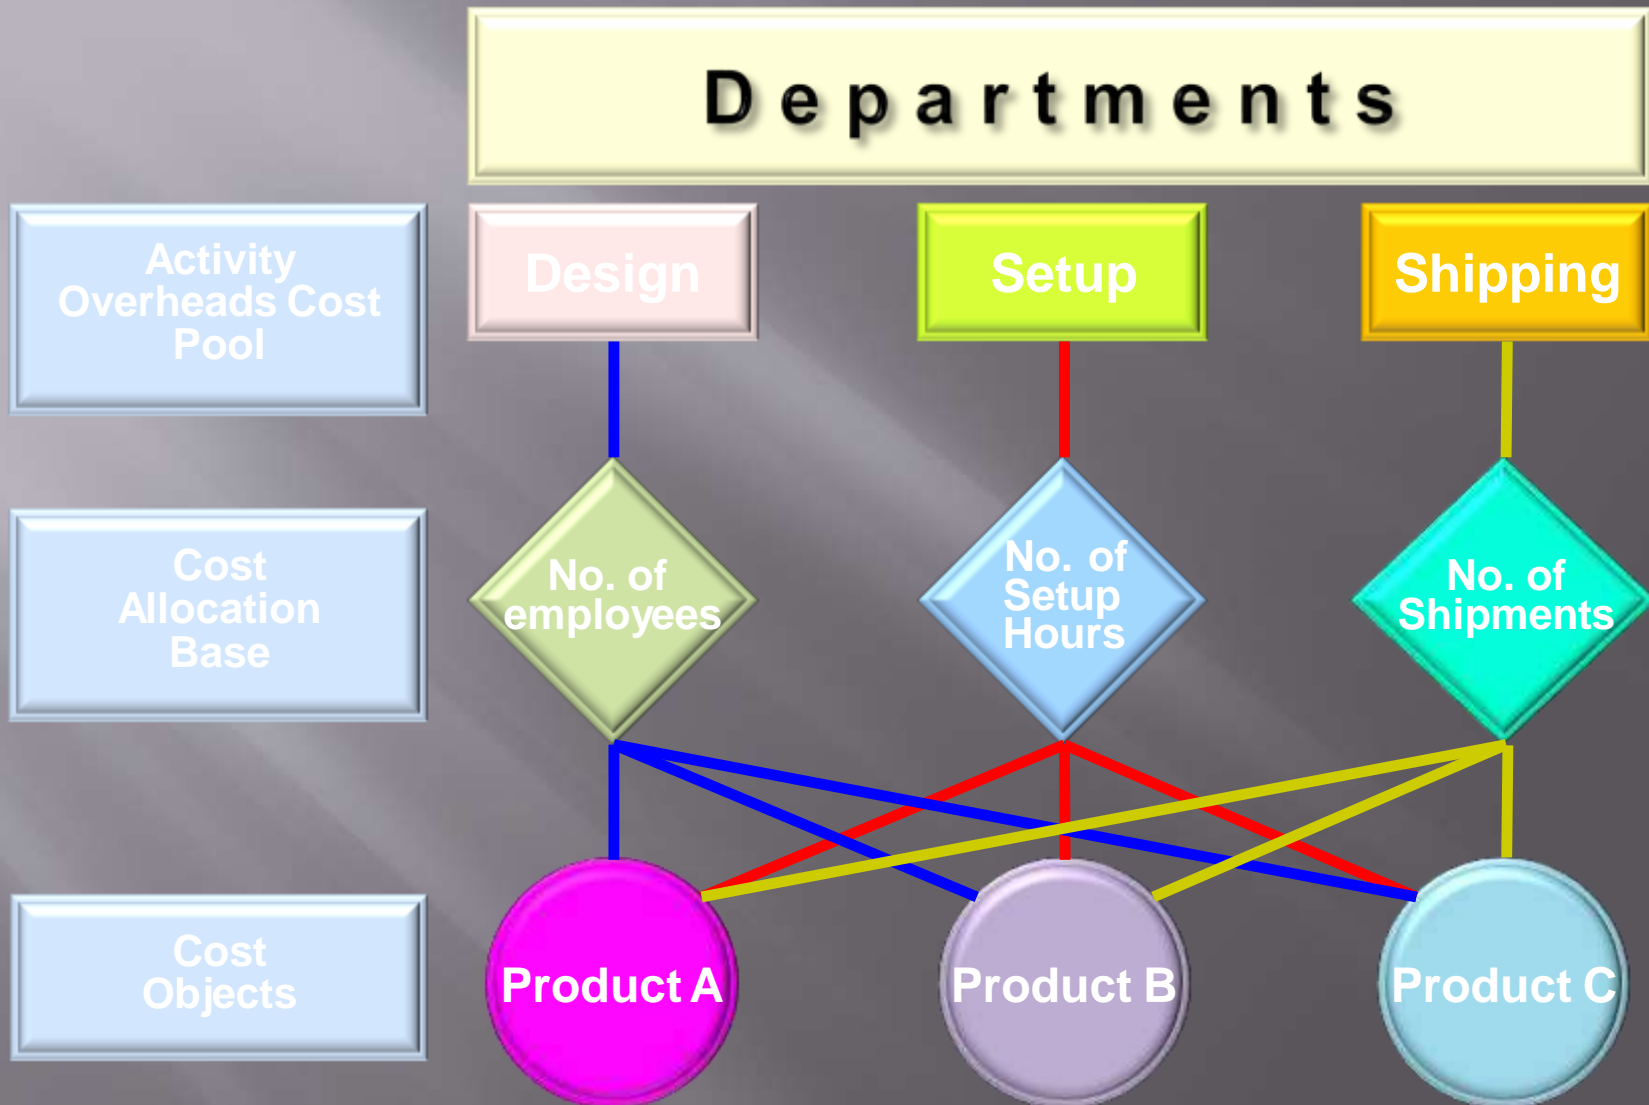 Departments
Activity
Overheads Cost
Pool
Design
Setup
Shipping
Cost
Allocation
Base
No. of
employees
No. of
Setup
Hours
No. of
Shipments
Cost
Objects
Product A
Product B
Product C